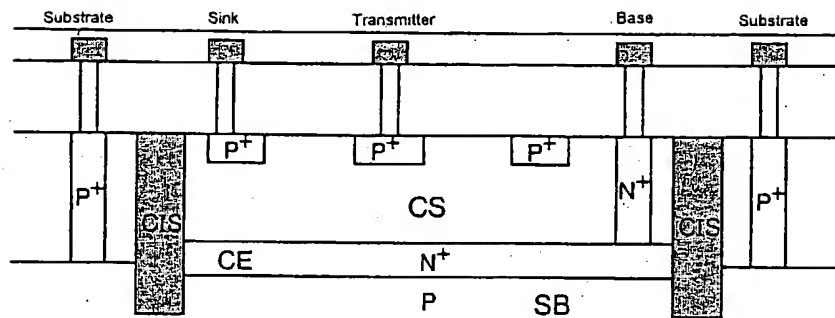 Substrate Sink Transmitter Base Substrate
P+ P+ P+
P+ N+ P+
CIS CS CIS
CE N+
P SB